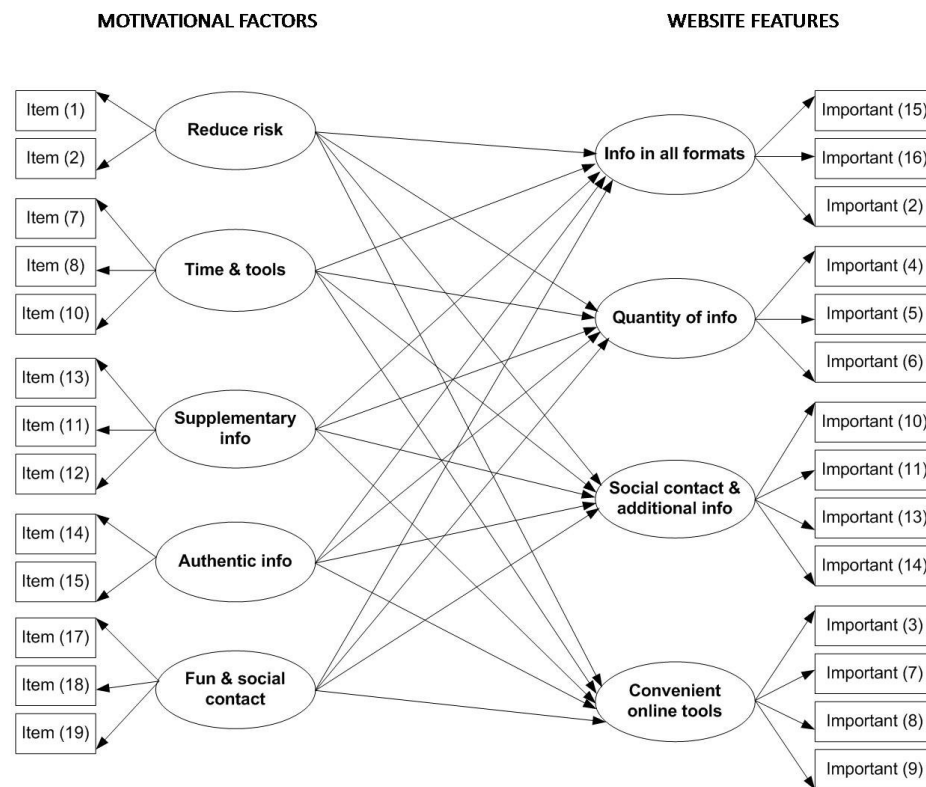 MOTIVATIONAL FACTORS
WEBSITE FEATURES
Item (1)
Item (2)
Reduce risk
Item (7)
Item (8)
Item (10)
Time & tools
Item (13)
Item (11)
Item (12)
Supplementary
info
Item (14)
Item (15)
Authentic info
Item (17)
Item (18)
Item (19)
Fun & social
contact
Info in all formats
Important (15)
Important (16)
Important (2)
Quantity of info
Important (4)
Important (5)
Important (6)
Social contact &
additional info
Important (10)
Important (11)
Important (13)
Important (14)
Convenient
online tools
Important (3)
Important (7)
Important (8)
Important (9)